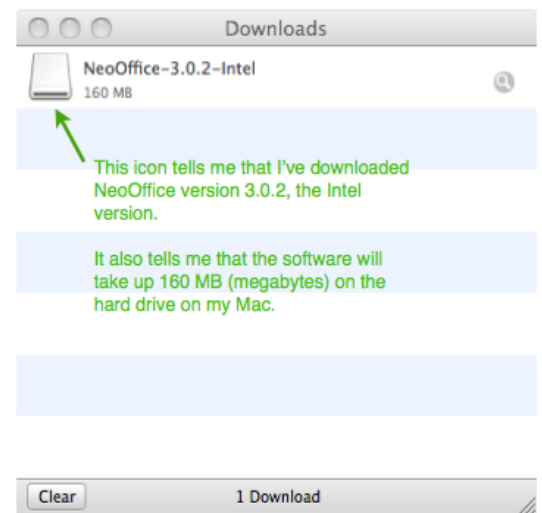 Downloads
NeoOffice-3.0.2-Intel
160 MB
This icon tells me that I've downloaded
NeoOffice version 3.0.2, the Intel
version.
It also tells me that the software will
take up 160 MB (megabytes) on the
hard drive on my Mac.
Clear
1 Download